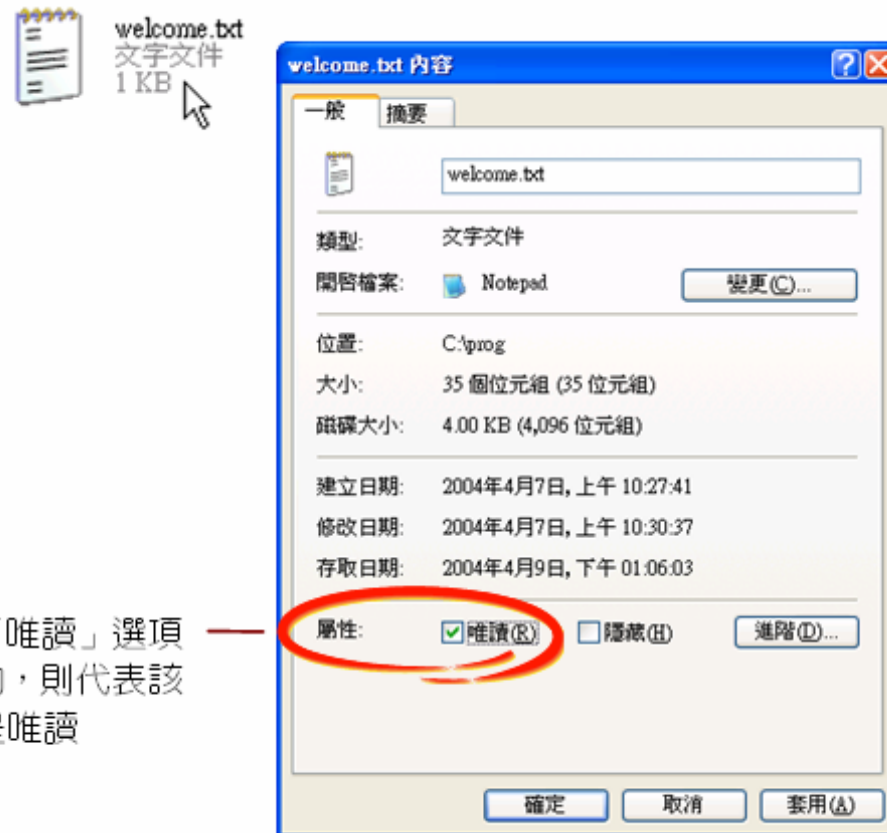 welcome.txt
文字文件
1 KB
welcome.txt 內容
一般 摘要
welcome.txt
類型: 文字文件
開啓檔案: Notepad 變更(C)...
位置: C:\prog
大小: 35 個位元組 (35 位元組)
磁碟大小: 4.00 KB (4,096 位元組)
建立日期: 2004年4月7日, 上午 10:27:41
修改日期: 2004年4月7日, 上午 10:30:37
存取日期: 2004年4月9日, 下午 01:06:03
屬性: 唯讀(R) 隱藏(H) 進階(D)...
唯讀」選項
,則代表該
唯讀
確定 取消 套用(A)